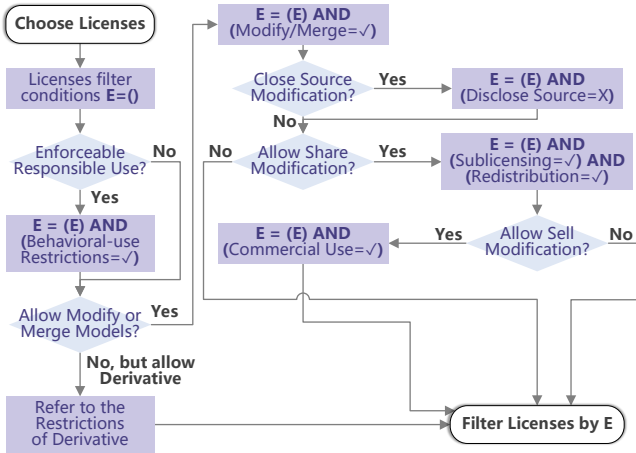 Choose Licenses
Licenses filter
conditions E=()
Enforceable
Responsible Use?
No
Yes
E = (E) AND
(Behavioral-use
Restrictions=✓)
Allow Modify or
Merge Models?
Yes
No, but allow
Derivative
Refer to the
Restrictions
of Derivative
E = (E) AND
(Modify/Merge=✓)
Close Source
Modification?
Yes
E = (E) AND
(Disclose Source=X)
No
No
Allow Share
Modification?
Yes
E = (E) AND
(Sublicensing=✓) AND
(Redistribution=✓)
Allow Sell
Modification?
No
Yes
E = (E) AND
(Commercial Use=✓)
Filter Licenses by E